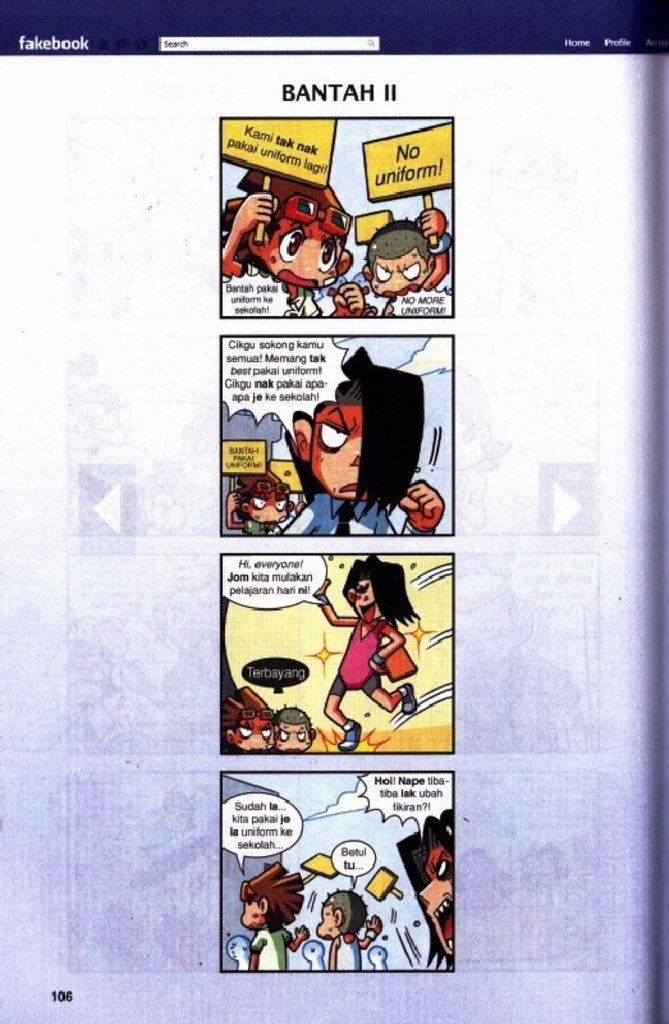 fakebook
Search
Home Profile
BANTAH II
Kami tak nak
pakai uniform lagi!
No
uniform!
Bantah pakai
uniform ke
sekolah!
NO MORE
UNIFORM!
Cikgu sokong kamu
semua! Memang tak
best pakai uniform!!
Cikgu nak pakai apa-
apa je ke sekolah!
BANTAH
PAKAI
UNIFORM!
Hi, everyone!
Jom kita mulakan
pelajaran hari ni!
Terbayang
Hoi! Nape tiba-
tiba lak ubah
fikiran?!
Sudah la...
kita pakai je
la uniform ke
sekolah...
Betul
tu...
106